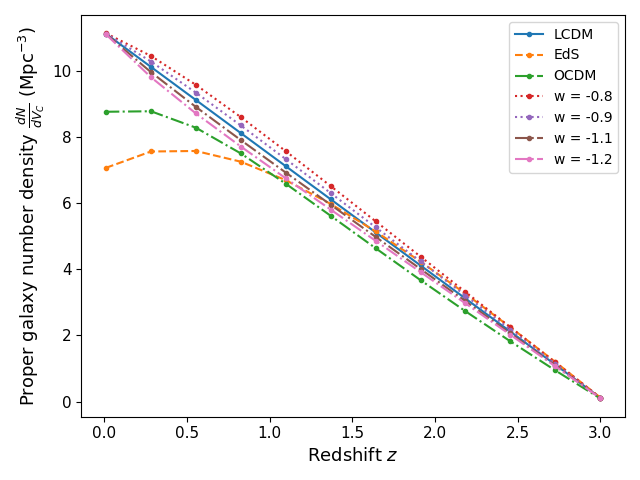 Proper galaxy number density dN/dV_C (Mpc⁻³)
10
8
6
4
2
0
LCDM
EdS
OCDM
w = -0.8
w = -0.9
w = -1.1
w = -1.2
0.0 0.5 1.0 1.5 2.0 2.5 3.0
Redshift z